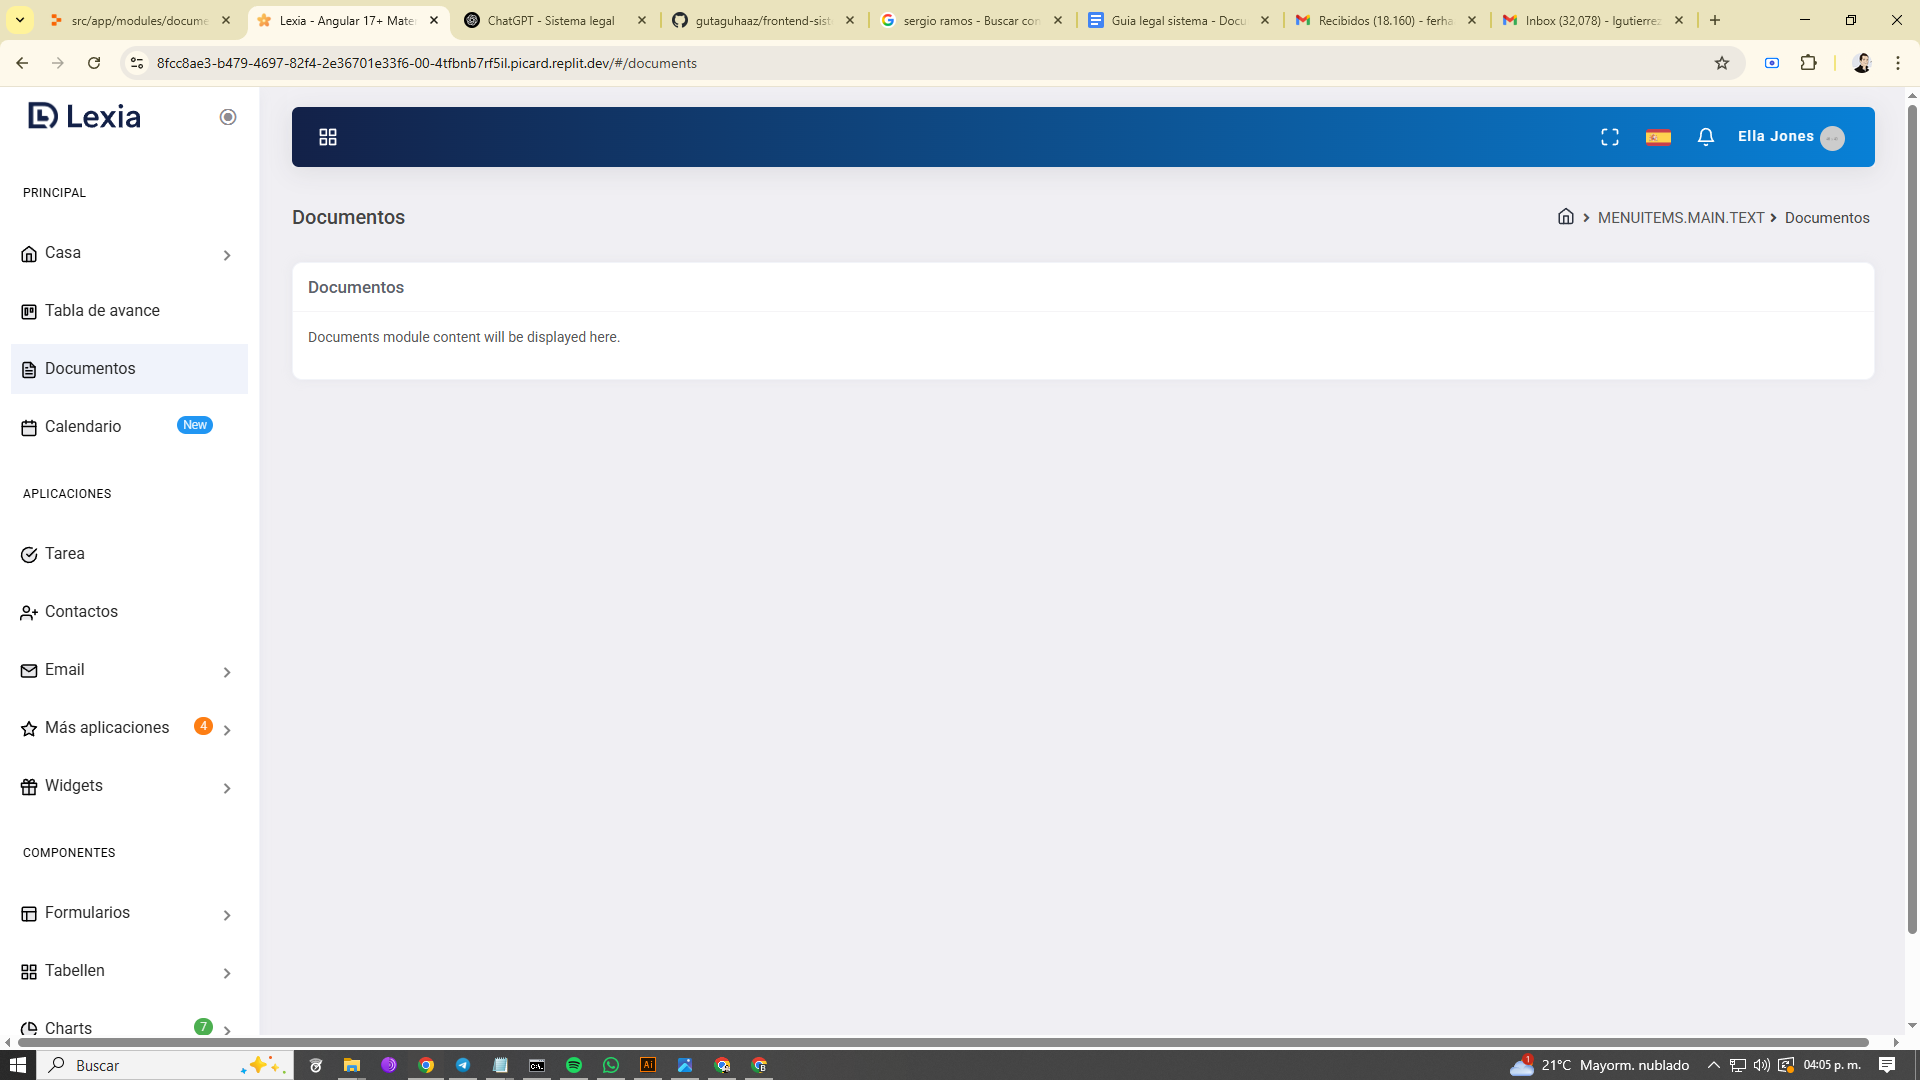 src/app/modules/docume
Lexia - Angular 17+ Mater
ChatGPT - Sistema legal
gutaguhaaz/frontend-sist
sergio ramos - Buscar con
Guia legal sistema - Docu
Recibidos (18.160) - ferha
Inbox (32,078) - lgutierrez
8fcc8ae3-b479-4697-82f4-2e36701e33f6-00-4tfbnb7rf5il.picard.replit.dev/#/documents
Lexia
Ella Jones
PRINCIPAL
Documentos
MENUITEMS.MAIN.TEXT
Documentos
Casa
Documentos
Tabla de avance
Documents module content will be displayed here.
Documentos
Calendario
New
APLICACIONES
Tarea
Contactos
Email
Más aplicaciones
4
Widgets
COMPONENTES
Formularios
Tabellen
Charts
7
Buscar
Ai
1
21°C Mayorm. nublado
04:05 p. m.